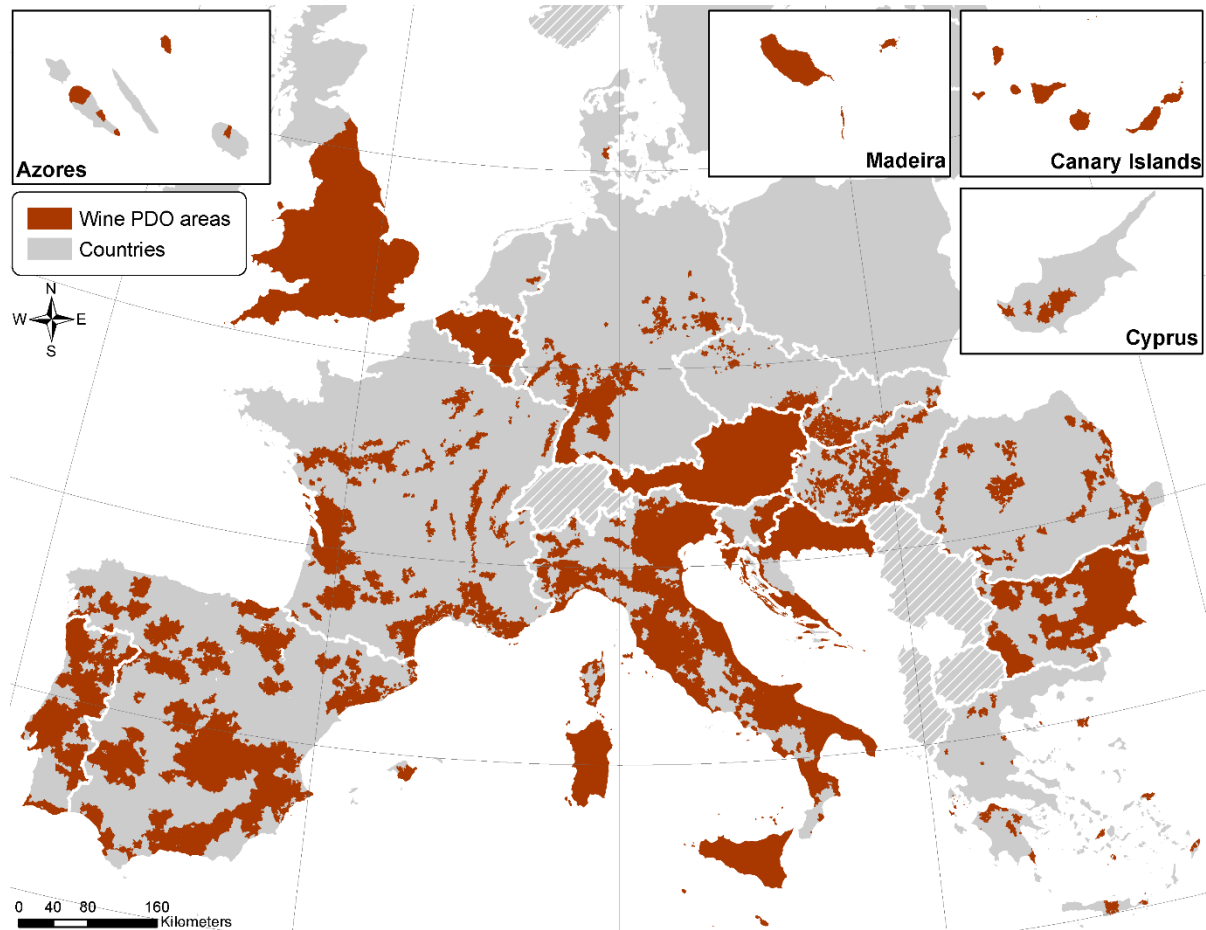 Azores
Madeira
Canary Islands
Wine PDO areas
Countries
N
W E
S
Cyprus
0 40 80 160
Kilometers